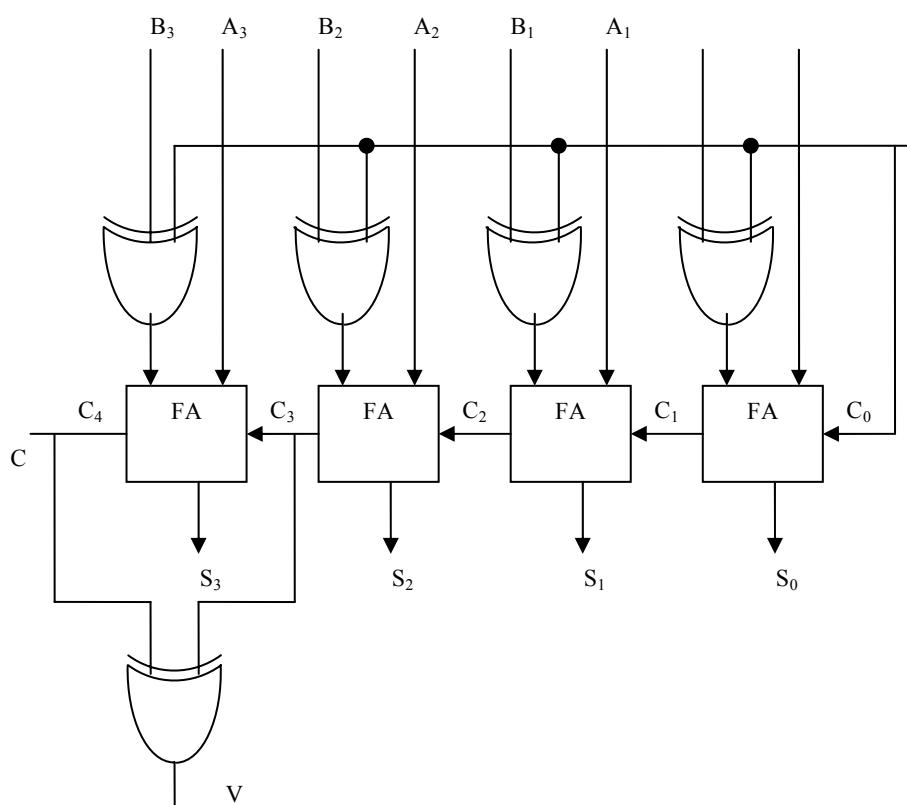 B₃ A₃ B₂ A₂ B₁ A₁
C₄ FA C₃ FA C₂ FA C₁ FA C₀
C
S₃ S₂ S₁ S₀
V